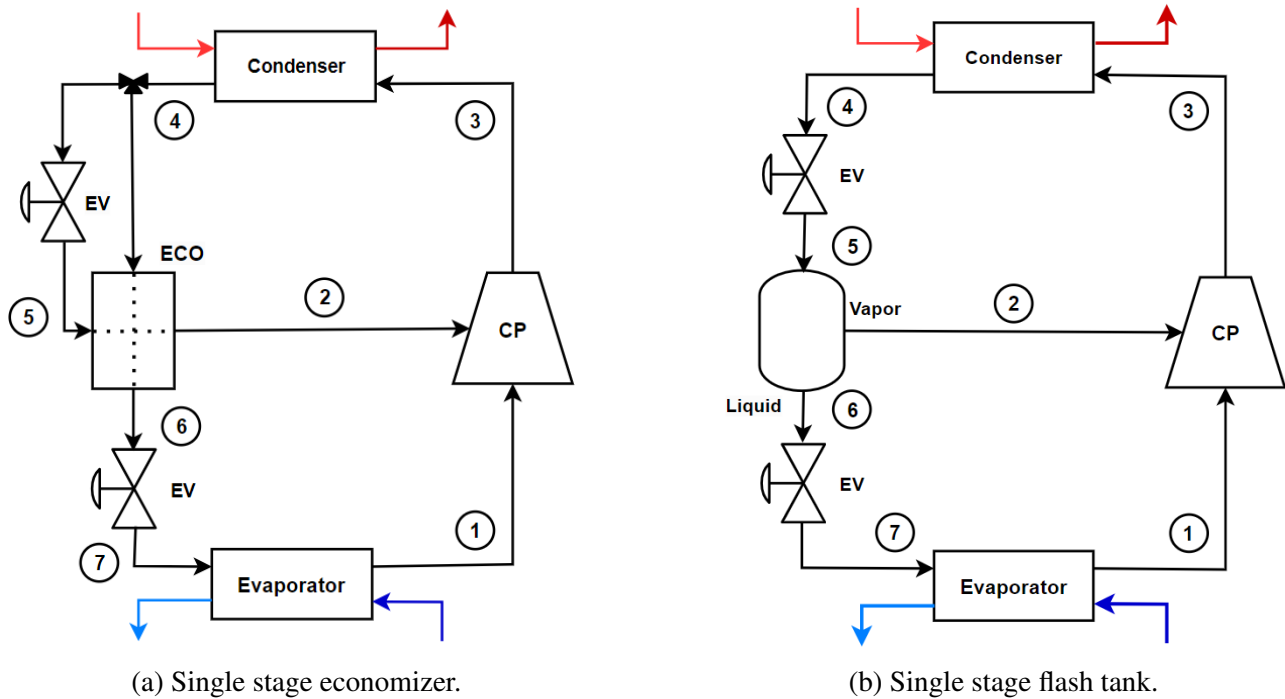 Condenser
4
3
EV
ECO
5
2
CP
6
EV
7
1
Evaporator
(a) Single stage economizer.
Condenser
4
3
EV
5
Vapor
2
CP
Liquid
6
EV
7
1
Evaporator
(b) Single stage flash tank.